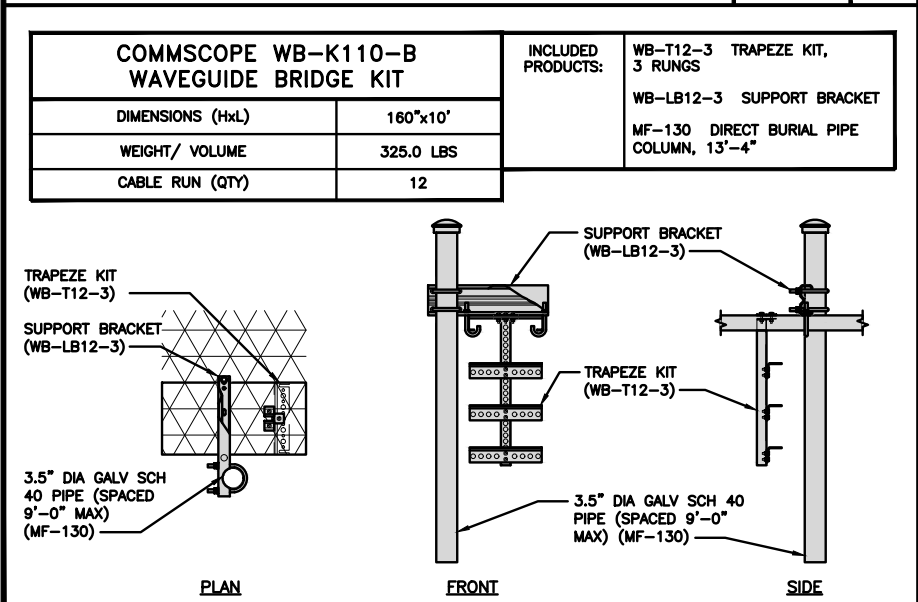 COMMSCOPE WB-K110-B
WAVEGUIDE BRIDGE KIT
DIMENSIONS (HxL)
160"x10'
WEIGHT/ VOLUME
325.0 LBS
CABLE RUN (QTY)
12
INCLUDED
PRODUCTS:
WB-T12-3 TRAPEZE KIT,
3 RUNGS
WB-LB12-3 SUPPORT BRACKET
MF-130 DIRECT BURIAL PIPE
COLUMN, 13'-4"
TRAPEZE KIT
(WB-T12-3)
SUPPORT BRACKET
(WB-LB12-3)
3.5" DIA GALV SCH
40 PIPE (SPACED
9'-0" MAX)
(MF-130)
PLAN
SUPPORT BRACKET
(WB-LB12-3)
TRAPEZE KIT
(WB-T12-3)
3.5" DIA GALV SCH 40
PIPE (SPACED 9'-0"
MAX) (MF-130)
FRONT
SIDE